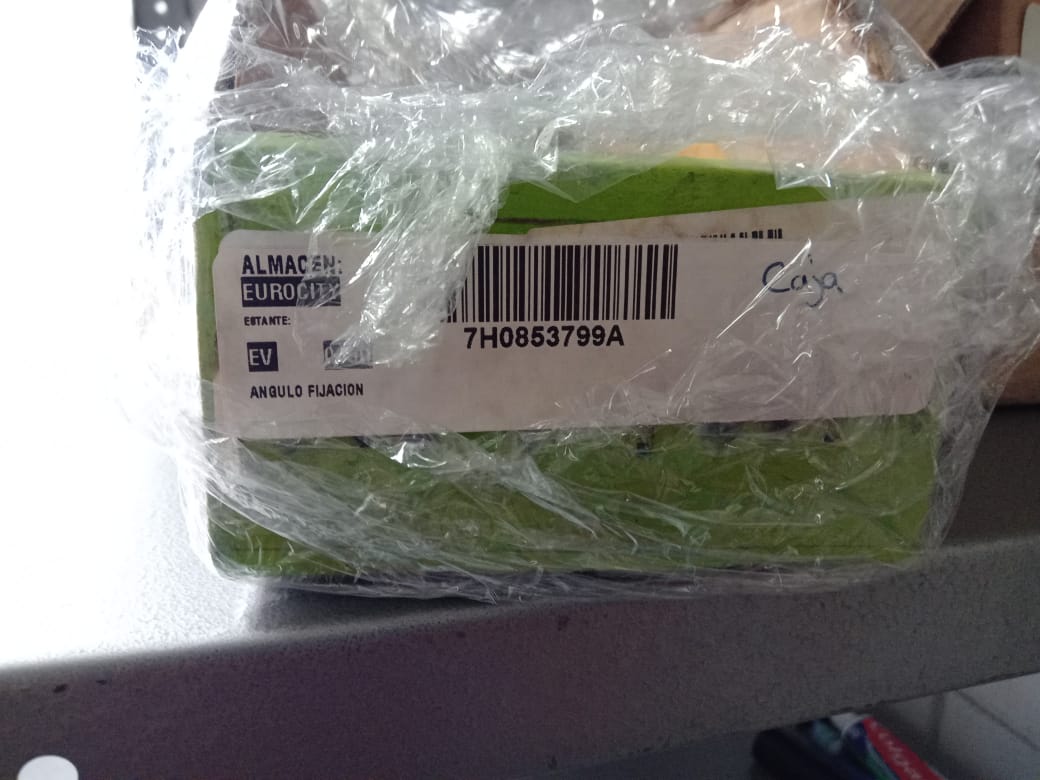 ALMACEN:
EUROCITY
ESTANTE:
EV
ANGULO FIJACION
7H0853799A
Caja